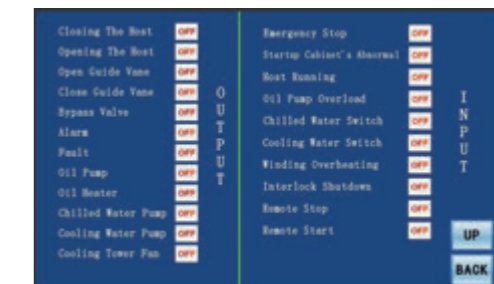 Closing The Host OFF
Opening The Host OFF
Open Guide Vane OFF
Close Guide Vane OFF
Bypass Valve OFF
Alarm OFF
Fault OFF
Oil Pump OFF
Oil Heater OFF
Chilled Water Pump OFF
Cooling Water Pump OFF
Cooling Tower Fan OFF
OUTPUT
Emergency Stop OFF
Startup Cabinet's Abnormal OFF
Host Running OFF
Oil Pump Overload OFF
Chilled Water Switch OFF
Cooling Water Switch OFF
Winding Overheating OFF
Interlock Shutdown OFF
Remote Stop OFF
Remote Start OFF
INPUT
UP
BACK